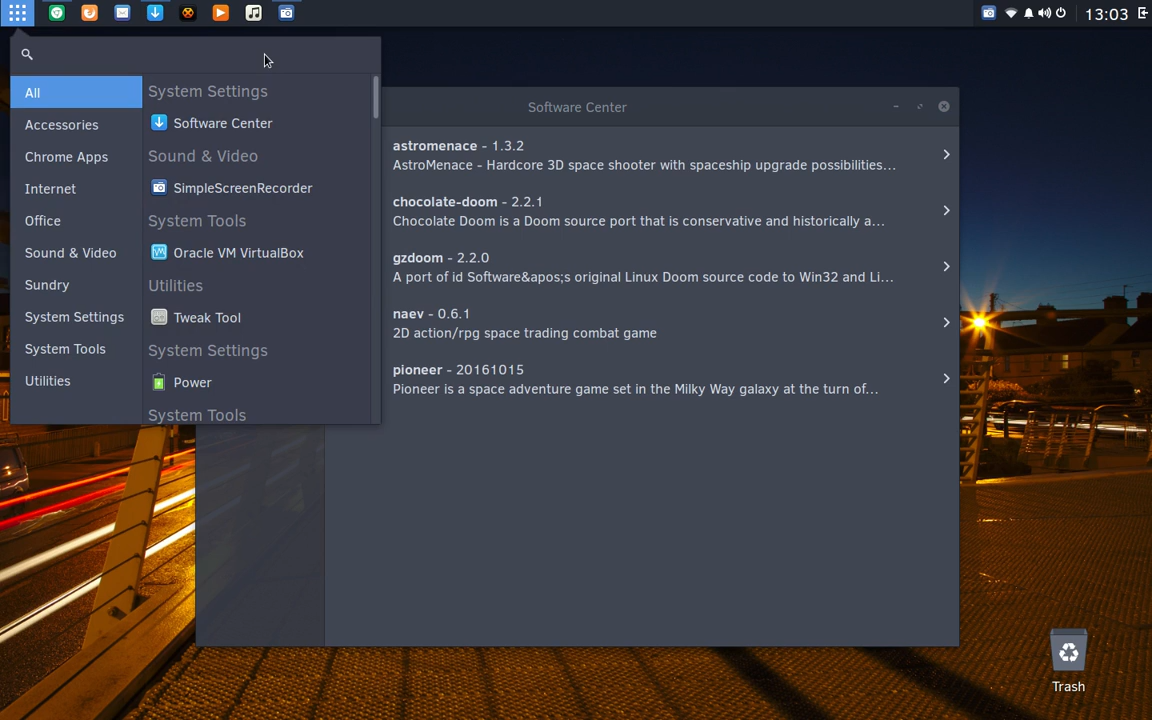 13:03
All
Accessories
Chrome Apps
Internet
Office
Sound & Video
Sundry
System Settings
System Tools
Utilities
System Settings
Software Center
Sound & Video
SimpleScreenRecorder
System Tools
Oracle VM VirtualBox
Utilities
Tweak Tool
System Settings
Power
System Tools
Software Center
astromenace - 1.3.2
AstroMenace - Hardcore 3D space shooter with spaceship upgrade possibilities...
chocolate-doom - 2.2.1
Chocolate Doom is a Doom source port that is conservative and historically a...
gzdoom - 2.2.0
A port of id Software&apos;s original Linux Doom source code to Win32 and Li...
naev - 0.6.1
2D action/rpg space trading combat game
pioneer - 20161015
Pioneer is a space adventure game set in the Milky Way galaxy at the turn of...
Trash